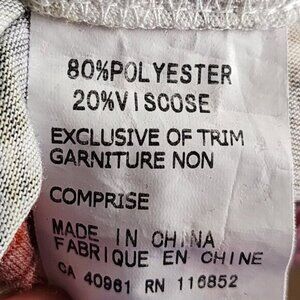 80%POLYESTER
20%VISCOSE
EXCLUSIVE OF TRIM
GARNITURE NON
COMPRISE
MADE IN CHINA
FABRIQUE EN CHINE
CA 40961 RN 116852